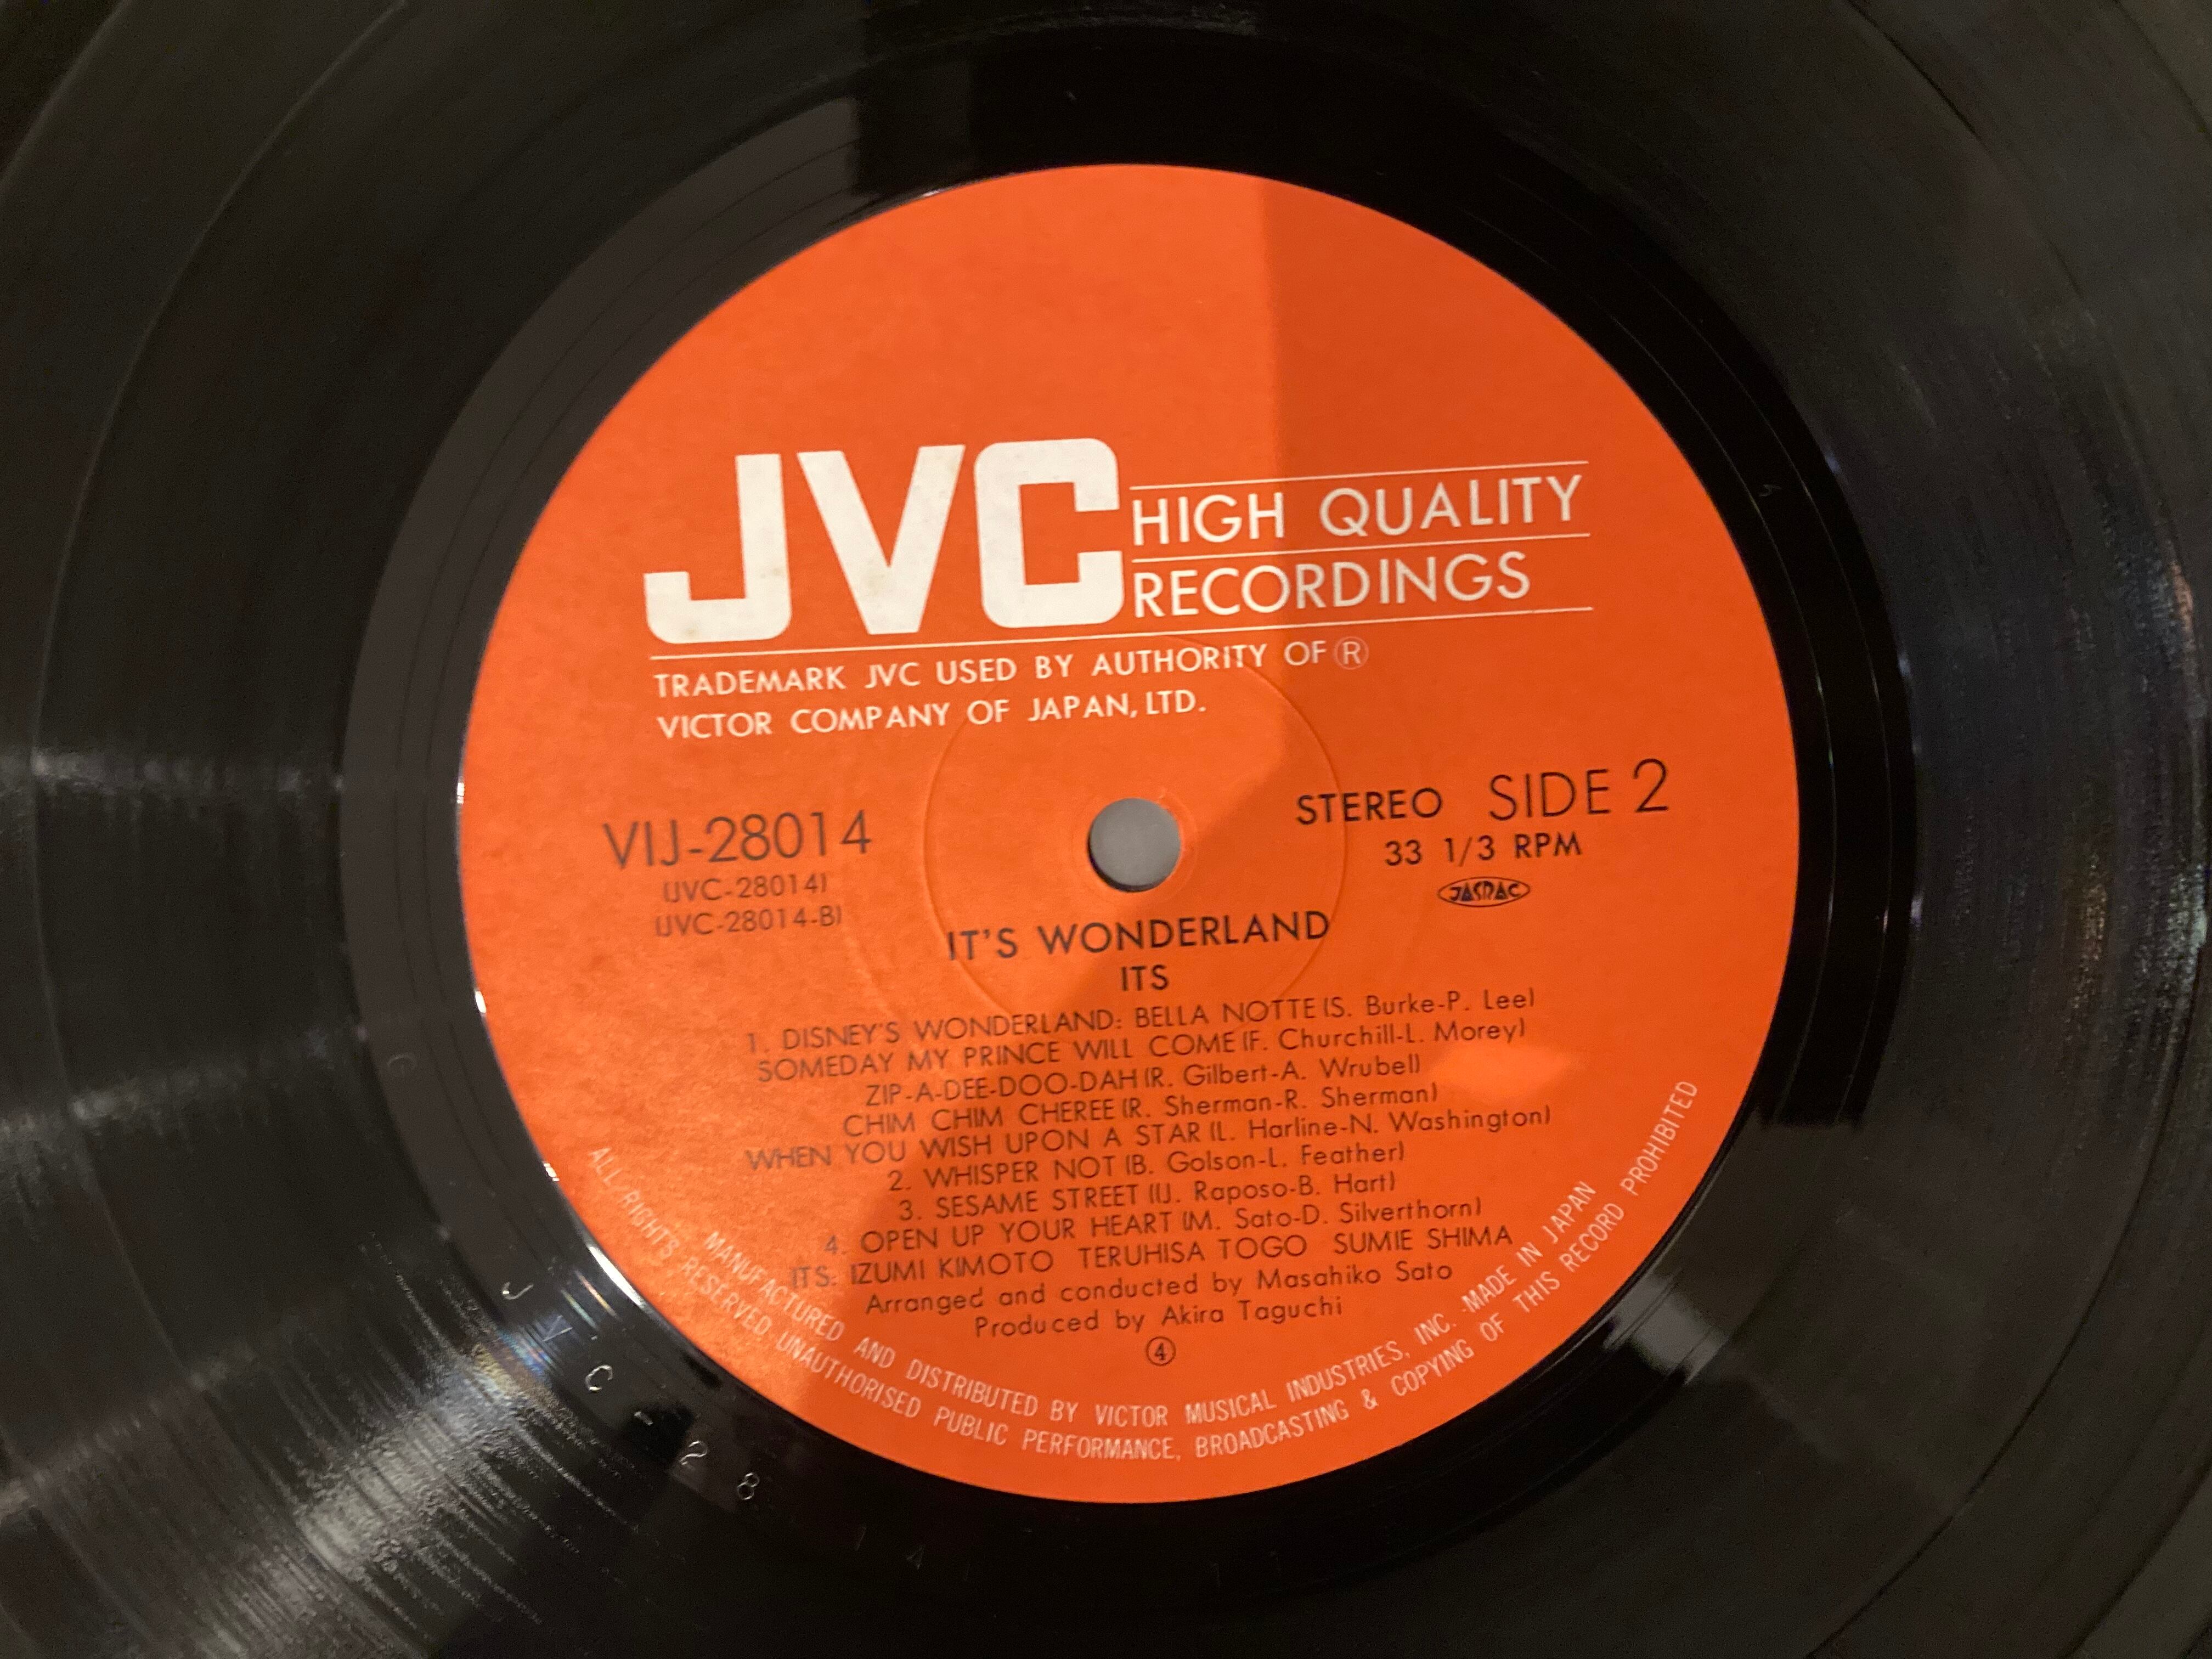 JVC HIGH QUALITY
RECORDINGS
TRADEMARK JVC USED BY AUTHORITY OF ®
VICTOR COMPANY OF JAPAN, LTD.
VIJ-28014
(JVC-28014)
(JVC-28014-B)
STEREO SIDE 2
33 1/3 RPM
JASRAC
IT'S WONDERLAND
ITS
1. DISNEY'S WONDERLAND: BELLA NOTTE (S. Burke-P. Lee)
SOMEDAY MY PRINCE WILL COME (F. Churchill-L. Morey)
ZIP-A-DEE-DOO-DAH (R. Gilbert-A. Wrubel)
CHIM CHIM CHEREE (R. Sherman-R. Sherman)
WHEN YOU WISH UPON A STAR (L. Harline-N. Washington)
2. WHISPER NOT (B. Golson-L. Feather)
3. SESAME STREET (J. Raposo-B. Hart)
4. OPEN UP YOUR HEART (M. Sato-D. Silverthorn)
ITS: IZUMI KIMOTO TERUHISA TOGO SUMIE SHIMA
Arranged and conducted by Masahiko Sato
Produced by Akira Taguchi
④
MANUFACTURED AND DISTRIBUTED BY VICTOR MUSICAL INDUSTRIES, INC. MADE IN JAPAN
ALL RIGHTS RESERVED UNAUTHORISED PUBLIC PERFORMANCE, BROADCASTING & COPYING OF THIS RECORD PROHIBITED
JVC-28